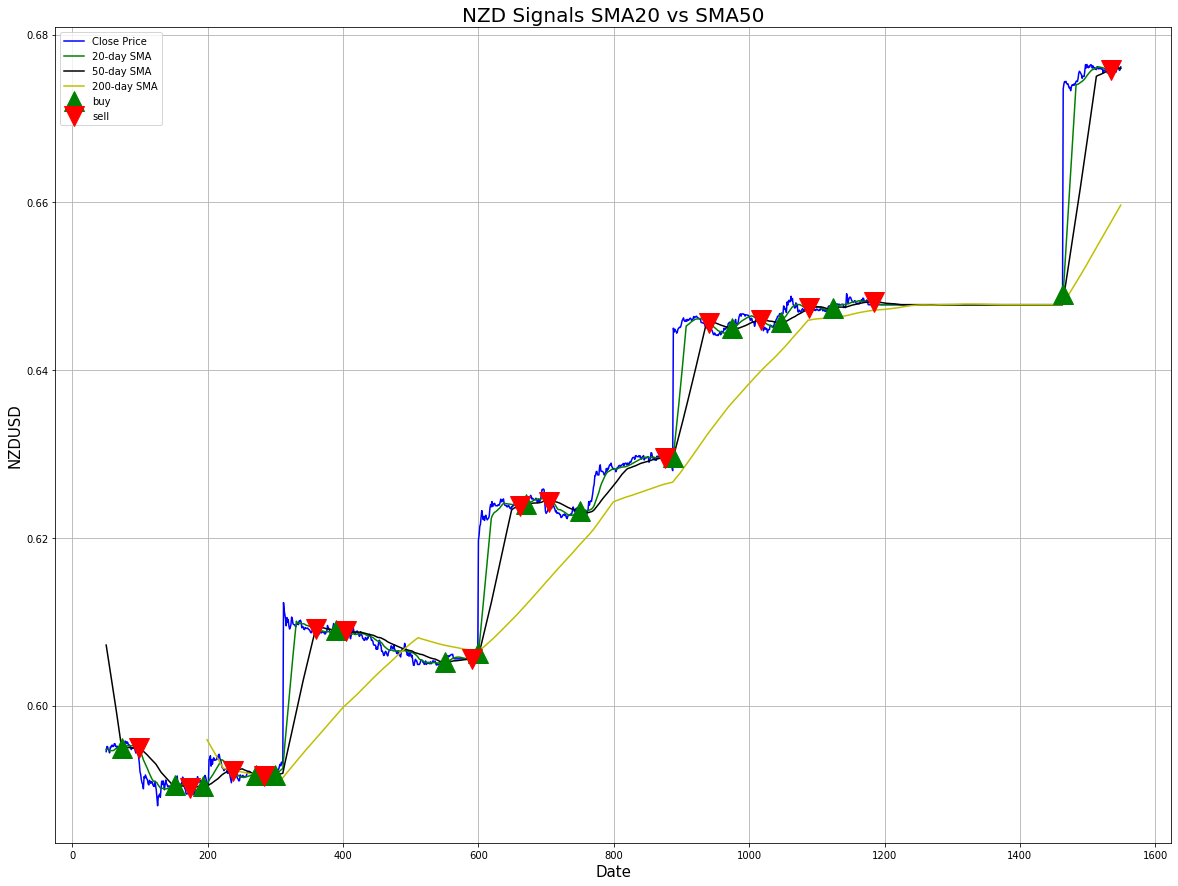 NZD Signals SMA20 vs SMA50
Close Price
20-day SMA
50-day SMA
200-day SMA
buy
sell
0.68
0.66
0.64
0.62
0.60
NZDUSD
0 200 400 600 800 1000 1200 1400 1600
Date